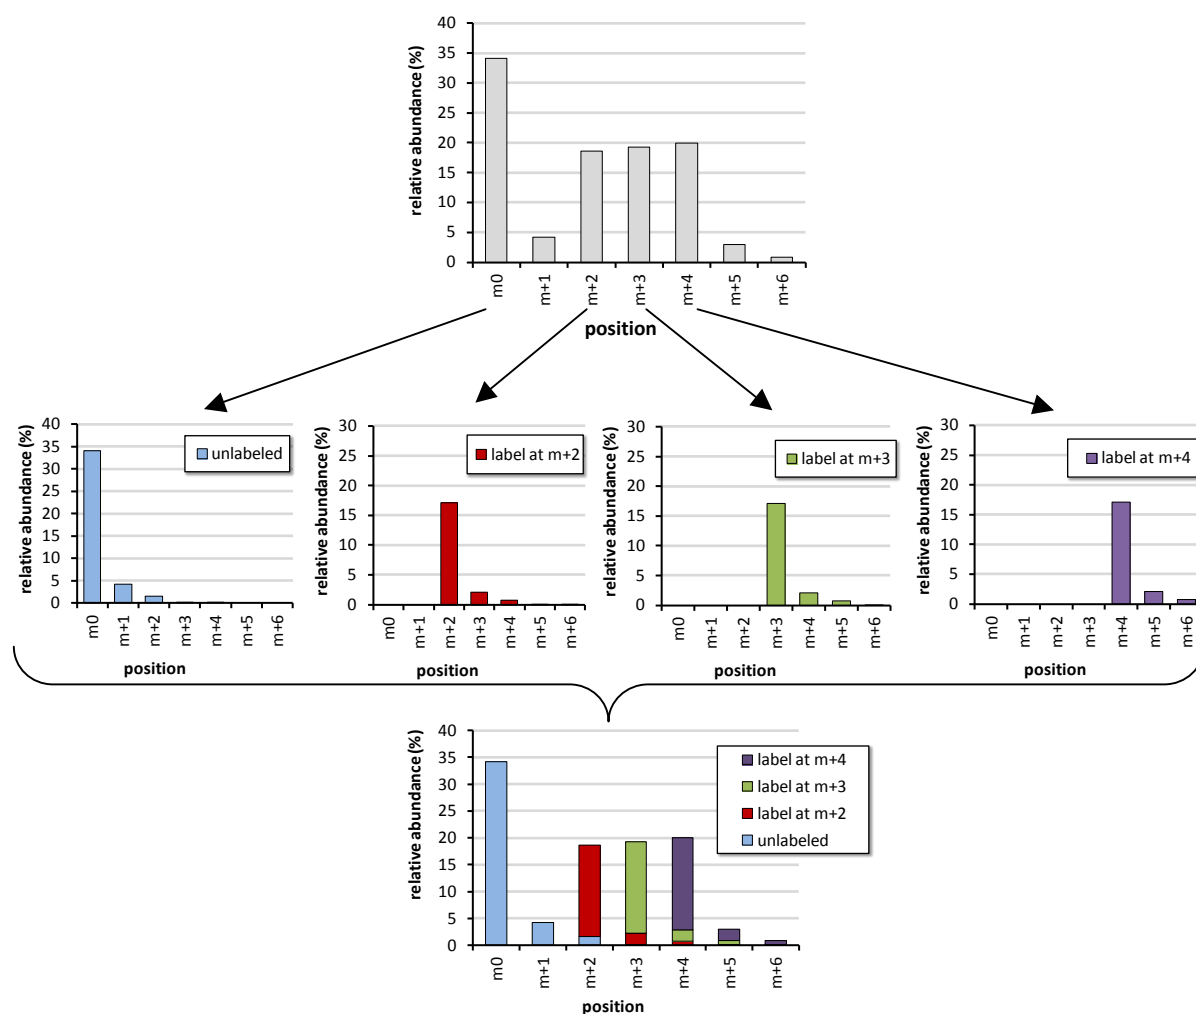 relative abundance (%)
40
35
30
25
20
15
10
5
0
m0
m+1
m+2
m+3
m+4
m+5
m+6
position
relative abundance (%)
40
35
30
25
20
15
10
5
0
unlabeled
m0
m+1
m+2
m+3
m+4
m+5
m+6
position
relative abundance (%)
30
25
20
15
10
5
0
label at m+2
m0
m+1
m+2
m+3
m+4
m+5
m+6
position
relative abundance (%)
30
25
20
15
10
5
0
label at m+3
m0
m+1
m+2
m+3
m+4
m+5
m+6
position
relative abundance (%)
30
25
20
15
10
5
0
label at m+4
m0
m+1
m+2
m+3
m+4
m+5
m+6
position
relative abundance (%)
40
35
30
25
20
15
10
5
0
label at m+4
label at m+3
label at m+2
unlabeled
m0
m+1
m+2
m+3
m+4
m+5
m+6
position